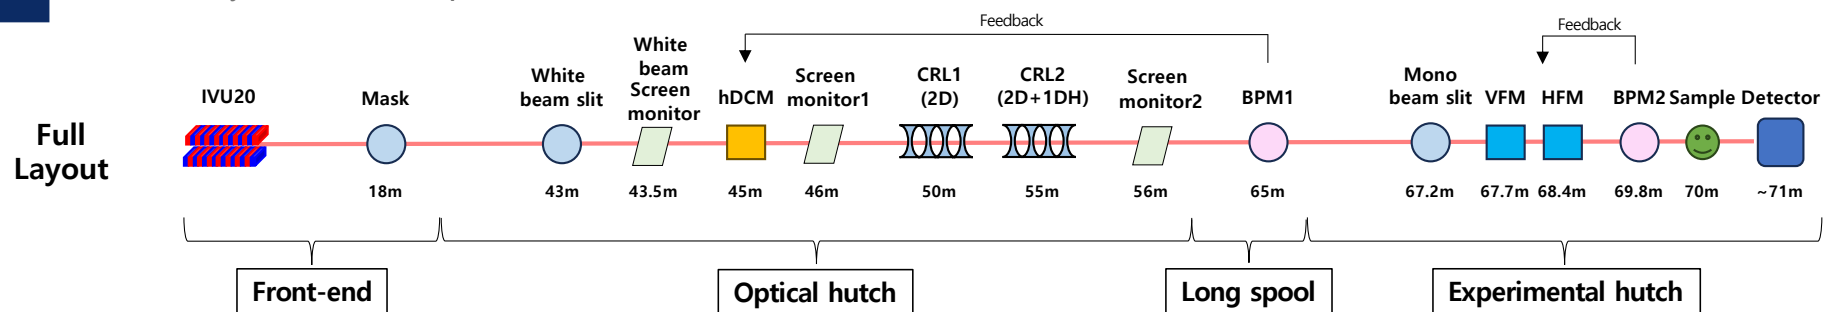 Feedback
Feedback
White
beam
Screen
monitor
White
beam slit
IVU20
Mask
hDCM
Screen
monitor1
CRL1
(2D)
CRL2
(2D+1DH)
Screen
monitor2
BPM1
Mono
beam slit
VFM
HFM
BPM2
Sample
Detector
Full
Layout
18m
43m
43.5m
45m
46m
50m
55m
56m
65m
67.2m
67.7m
68.4m
69.8m
70m
~71m
Front-end
Optical hutch
Long spool
Experimental hutch